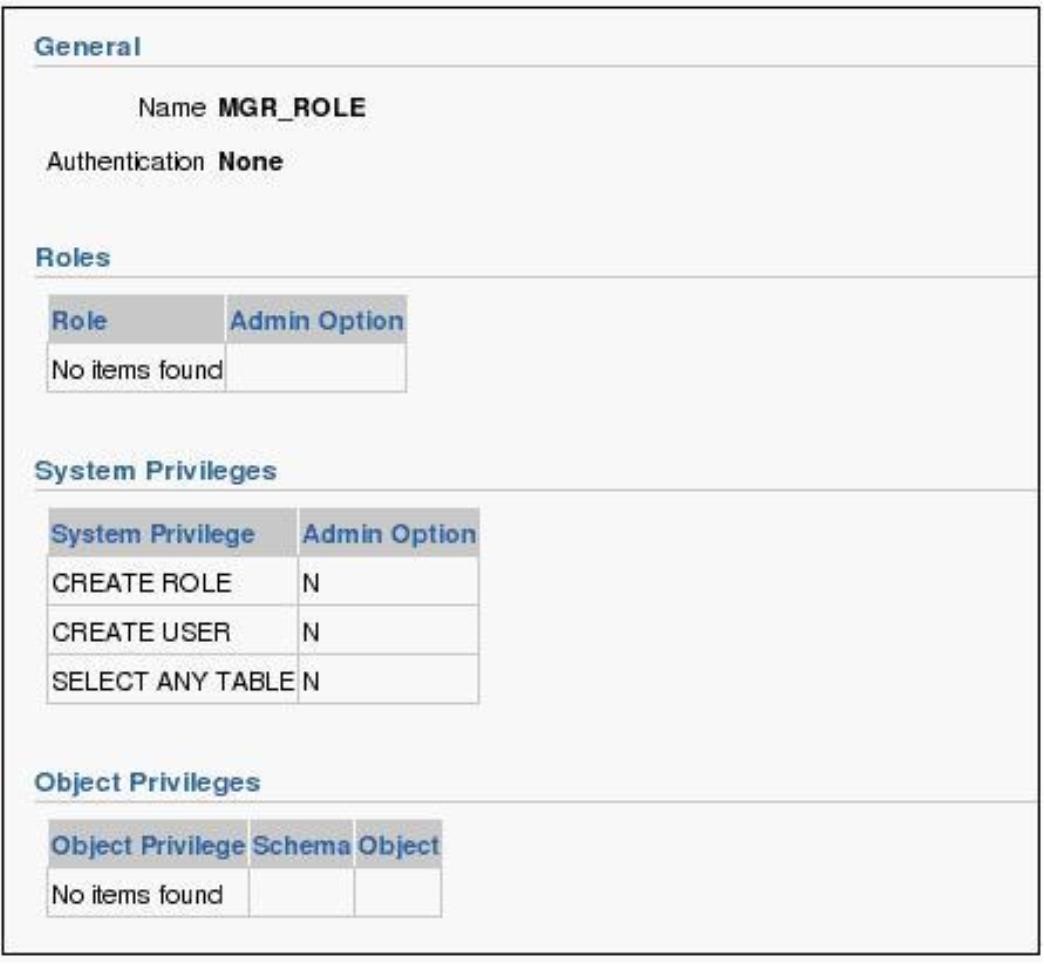 General
Name MGR_ROLE
Authentication None
Roles
Role Admin Option
No items found
System Privileges
System Privilege Admin Option
CREATE ROLE N
CREATE USER N
SELECT ANY TABLE N
Object Privileges
Object Privilege Schema Object
No items found